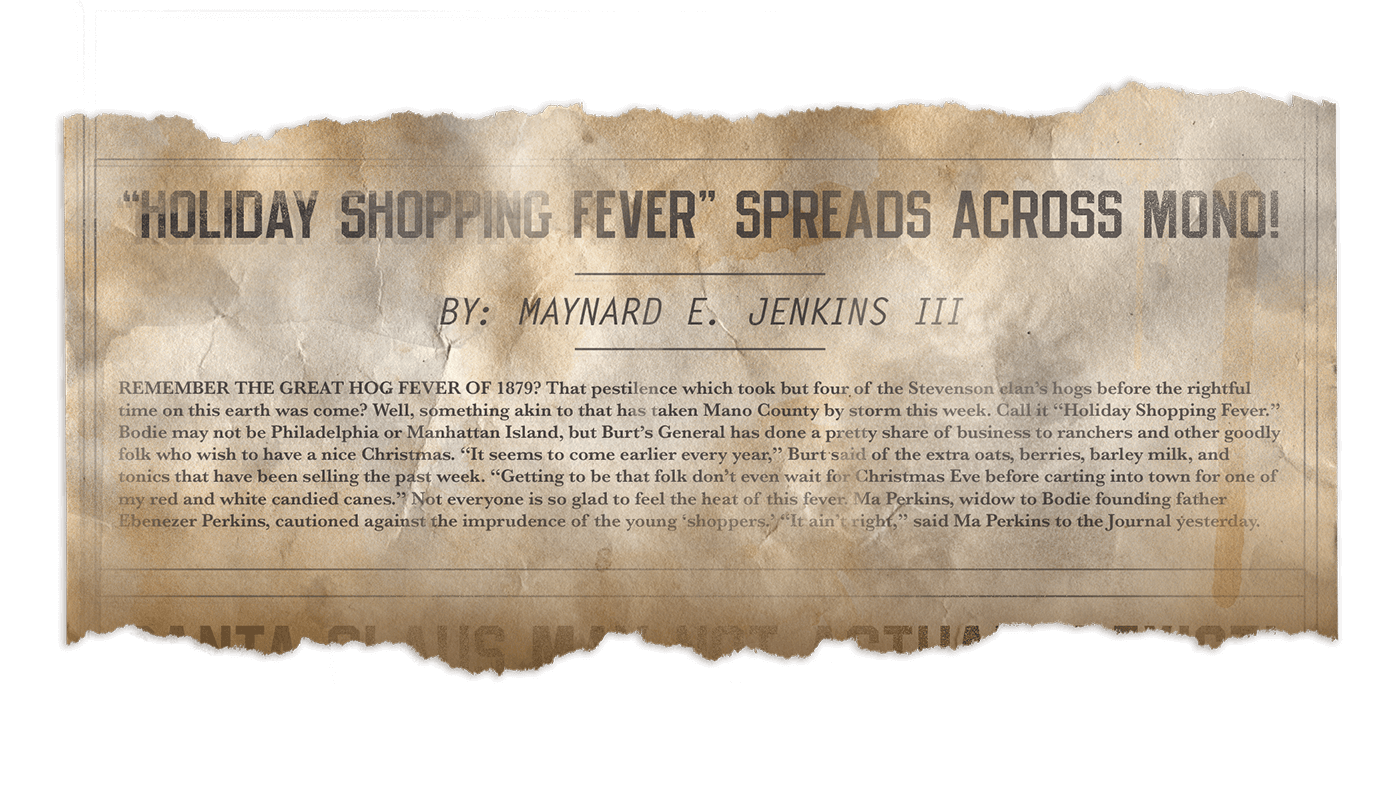 “HOLIDAY SHOPPING FEVER” SPREADS ACROSS MONO!
BY: MAYNARD E. JENKINS III
REMEMBER THE GREAT HOG FEVER OF 1879? That pestilence which took but four of the Stevenson clan’s hogs before the rightful
time on this earth was come? Well, something akin to that has taken Mano County by storm this week. Call it “Holiday Shopping Fever.”
Bodie may not be Philadelphia or Manhattan Island, but Burt’s General has done a pretty share of business to ranchers and other goodly
folk who wish to have a nice Christmas. “It seems to come earlier every year,” Burt said of the extra oats, berries, barley milk, and
tonics that have been selling the past week. “Getting to be that folk don’t even wait for Christmas Eve before carting into town for one of
my red and white candied canes.” Not everyone is so glad to feel the heat of this fever. Ma Perkins, widow to Bodie founding father
Ebenezer Perkins, cautioned against the imprudence of the young ‘shoppers.’ “It ain’t right,” said Ma Perkins to the Journal yesterday.
SANTA CLAUS MAY NOT